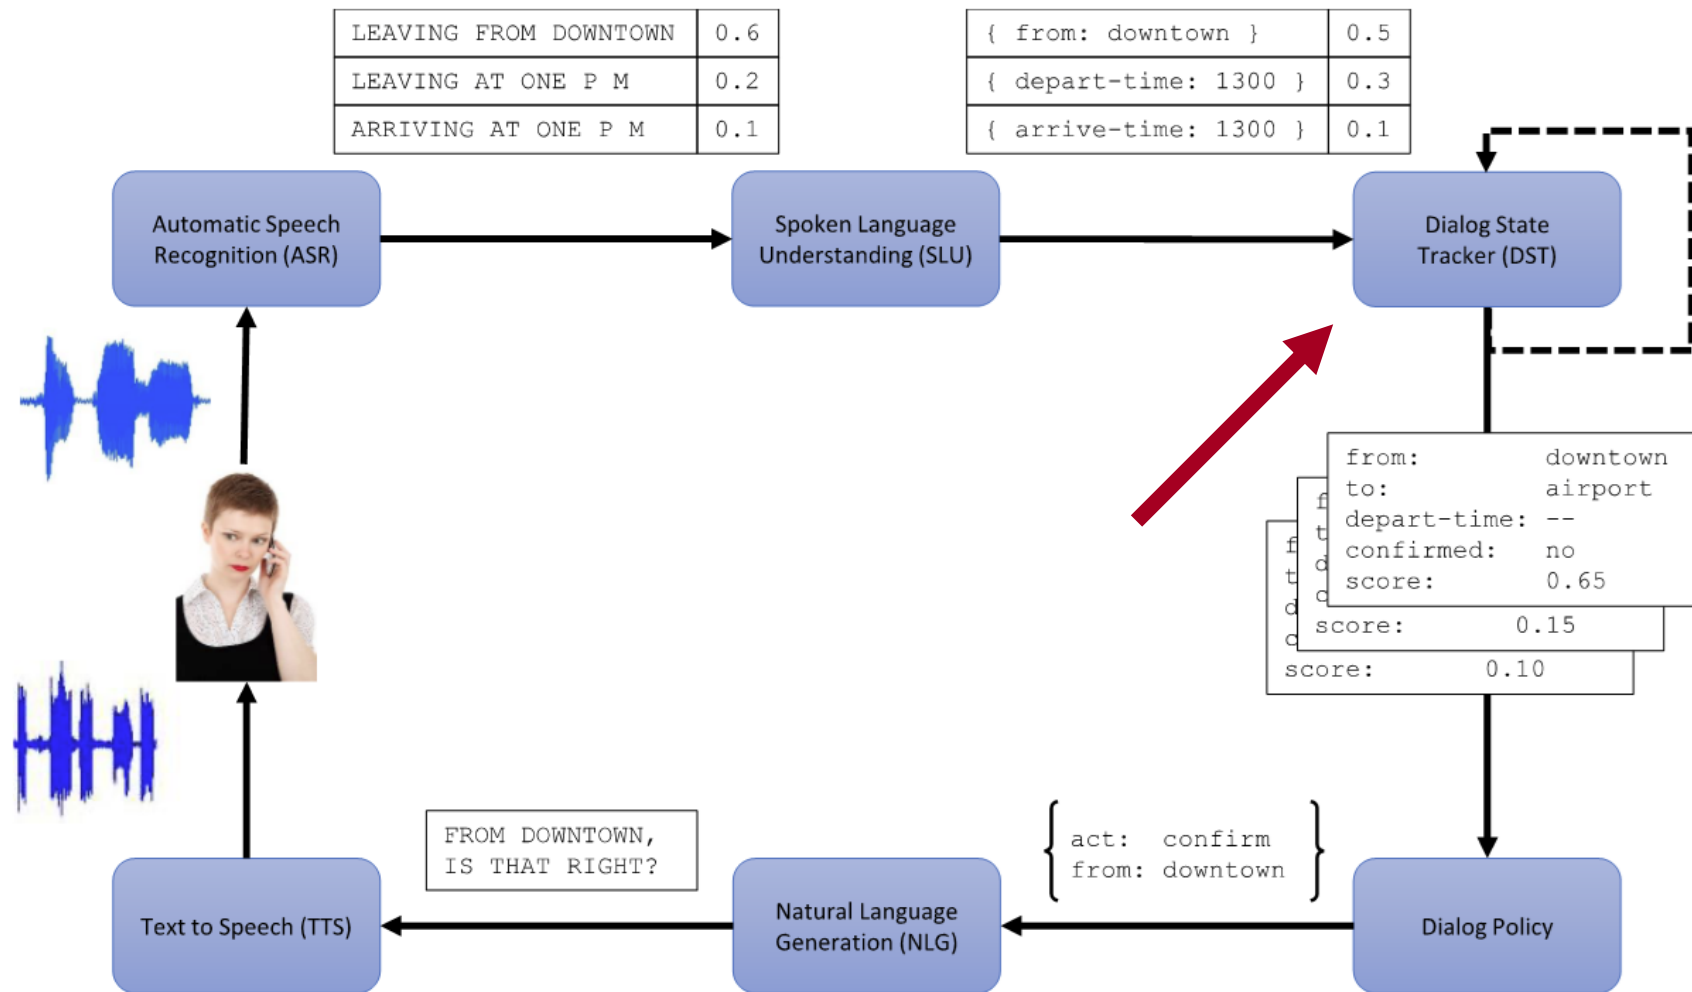 LEAVING FROM DOWNTOWN 0.6
LEAVING AT ONE P M 0.2
ARRIVING AT ONE P M 0.1
{ from: downtown } 0.5
{ depart-time: 1300 } 0.3
{ arrive-time: 1300 } 0.1
Automatic Speech
Recognition (ASR)
Spoken Language
Understanding (SLU)
Dialog State
Tracker (DST)
from: downtown
to: airport
depart-time: --
confirmed: no
score: 0.65
f
t
d
c
score: 0.15
f
t
d
c
score: 0.10
act: confirm
from: downtown
FROM DOWNTOWN,
IS THAT RIGHT?
Text to Speech (TTS)
Natural Language
Generation (NLG)
Dialog Policy